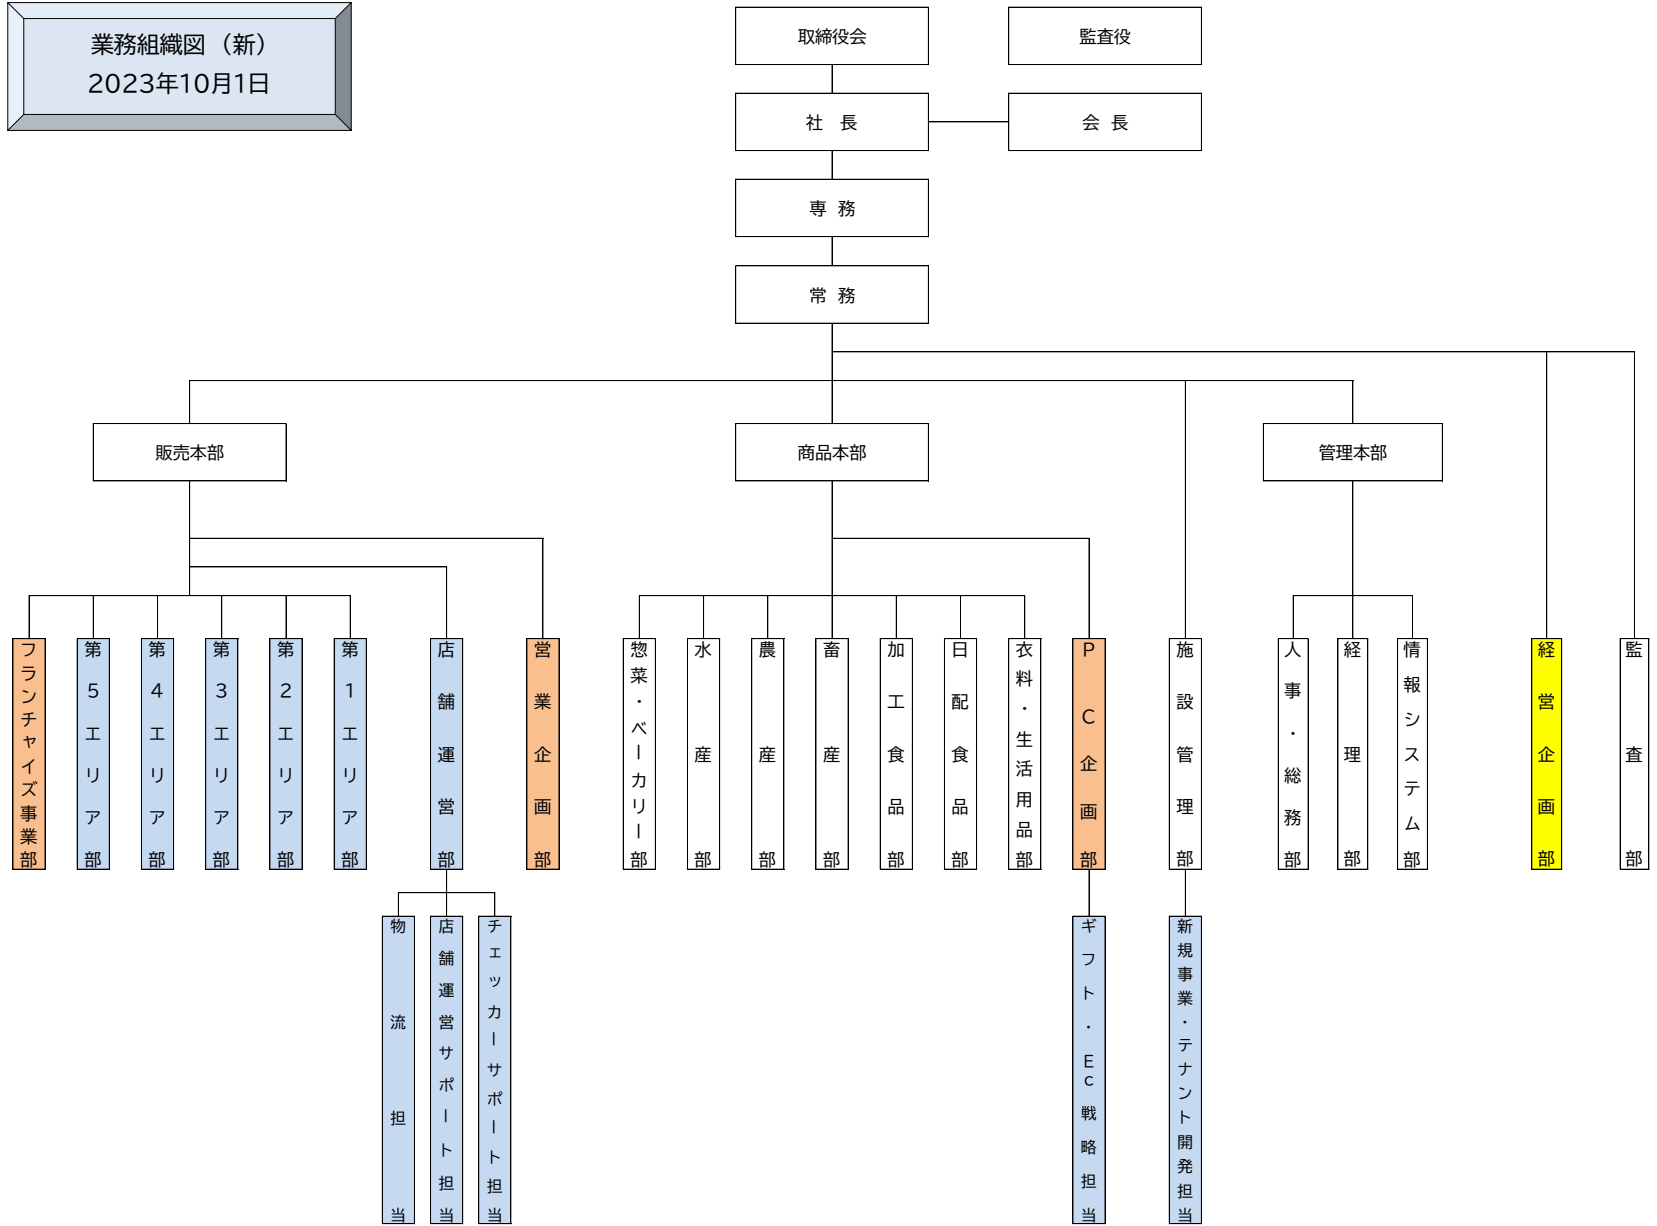 業務組織図（新）
2023年10月1日
取締役会
監査役
社　長
会 長
専 務
常 務
販売本部
商品本部
管理本部
フランチャイズ事業部
第５エリア部
第４エリア部
第３エリア部
第２エリア部
第１エリア部
店舗運営部
営業企画部
惣菜・ベーカリー部
水産部
農産部
畜産部
加工食品部
日配食品部
衣料・生活用品部
ＰＣ企画部
施設管理部
人事・総務部
経理部
情報システム部
経営企画部
監査部
物流担当
店舗運営サポート担当
チェッカーサポート担当
ギフト・Ｅｃ戦略担当
新規事業・テナント開発担当